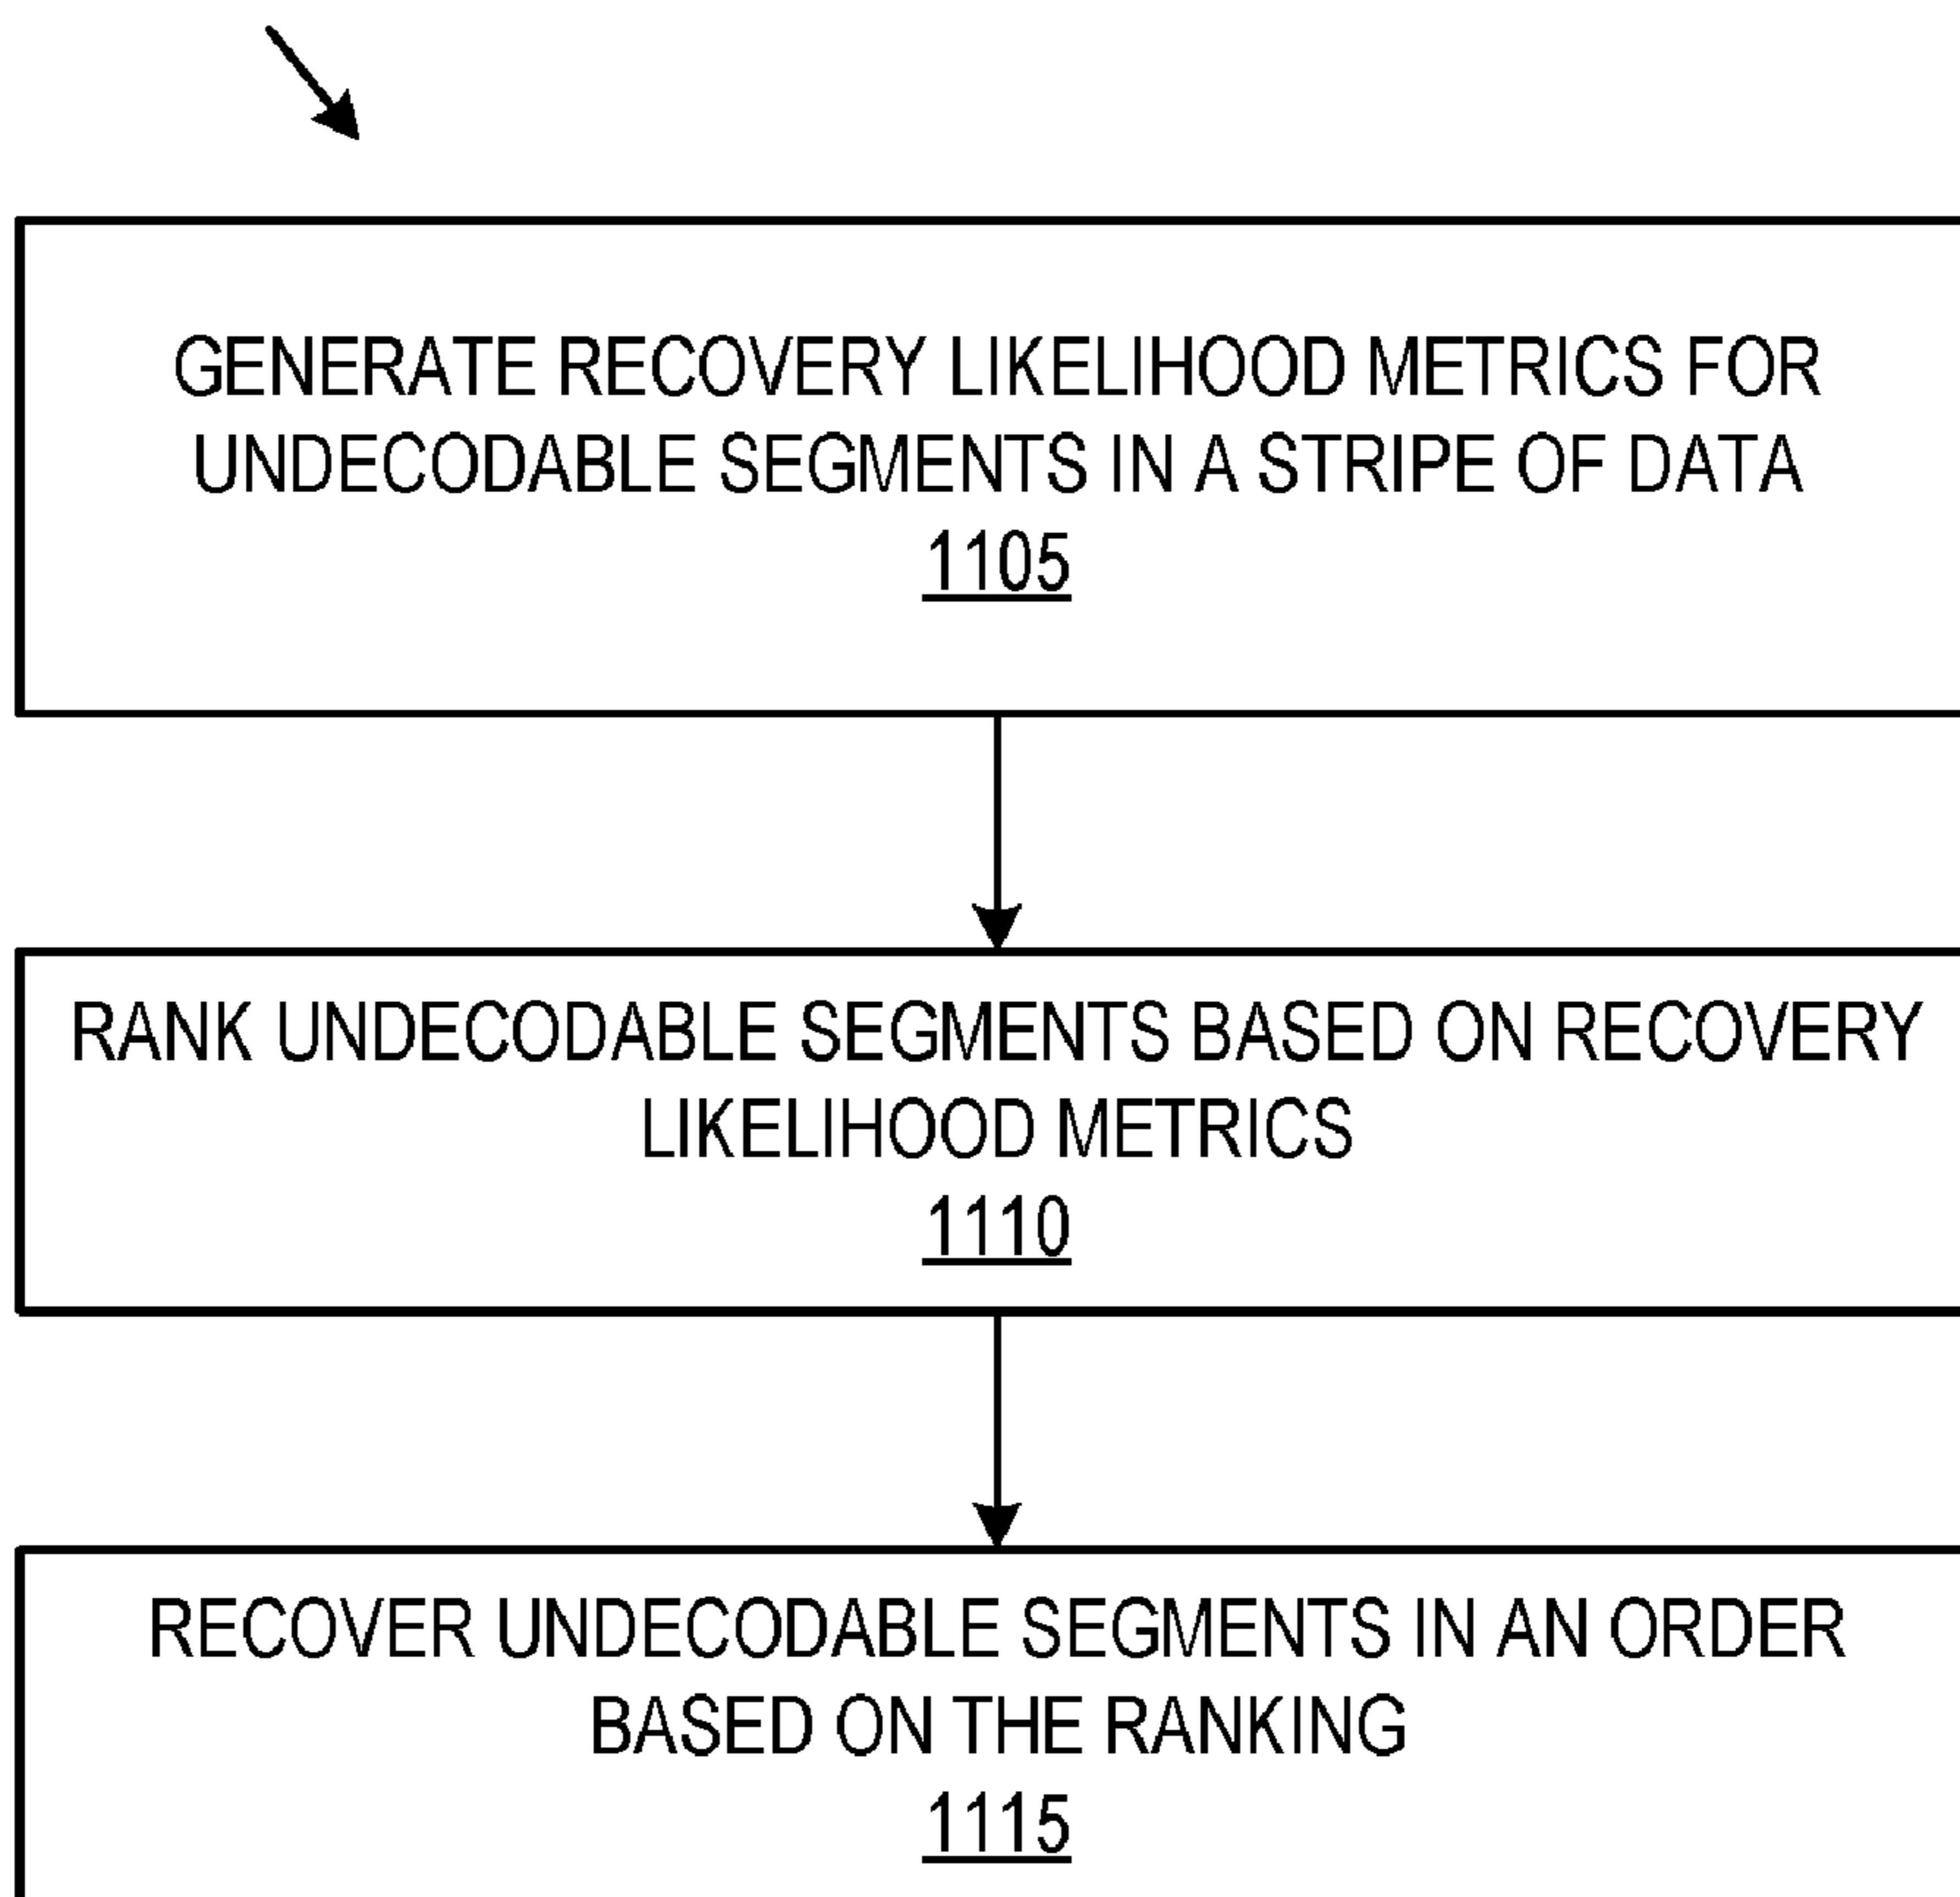 GENERATE RECOVERY LIKELIHOOD METRICS FOR
UNDECODABLE SEGMENTS IN A STRIPE OF DATA
1105
RANK UNDECODABLE SEGMENTS BASED ON RECOVERY
LIKELIHOOD METRICS
1110
RECOVER UNDECODABLE SEGMENTS IN AN ORDER
BASED ON THE RANKING
1115